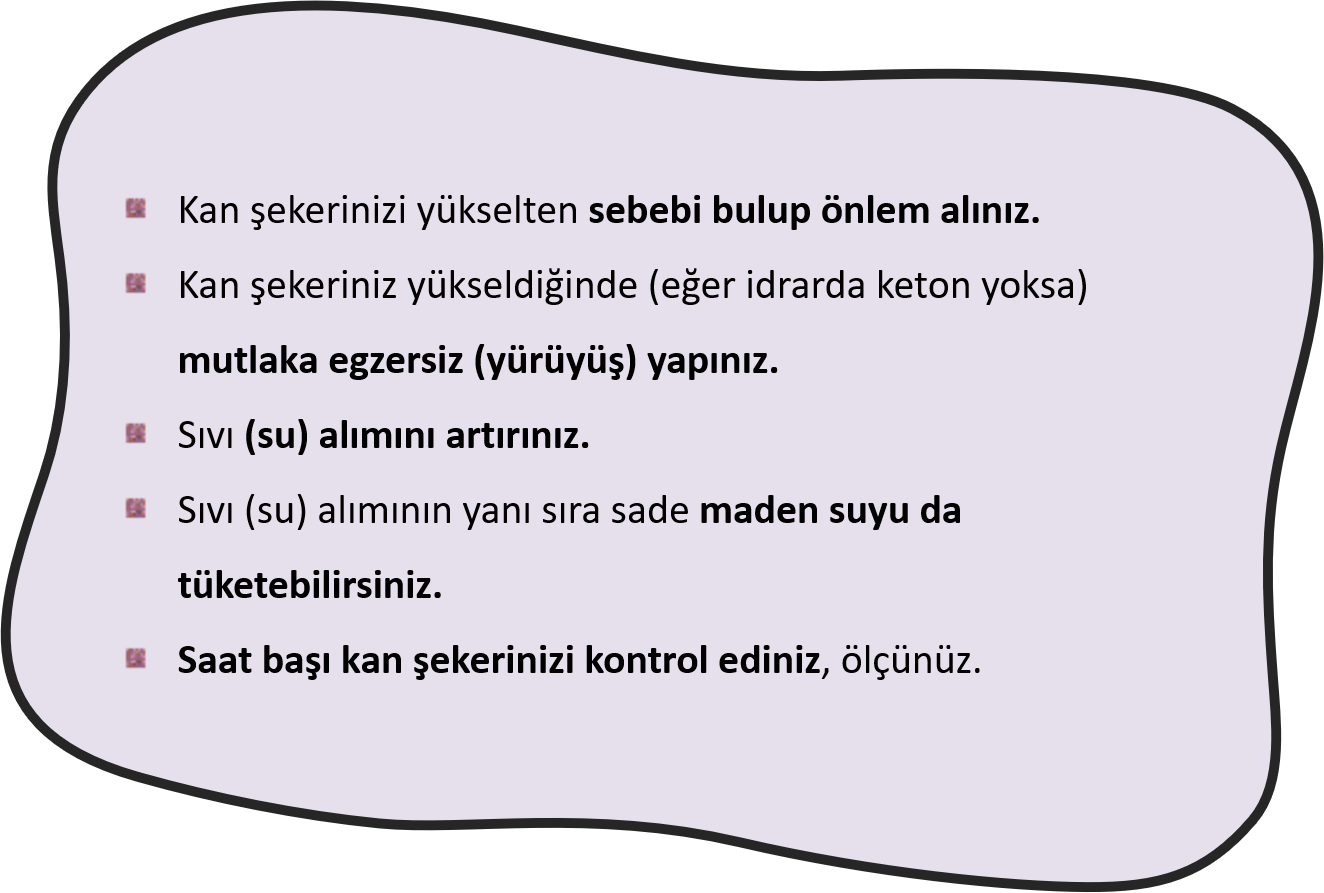 Kan şekerinizi yükselten sebebi bulup önlem alınız.
Kan şekeriniz yükseldiğinde (eğer idrarda keton yoksa)
mutlaka egzersiz (yürüyüş) yapınız.
Sıvı (su) alımını artırınız.
Sıvı (su) alımının yanı sıra sade maden suyu da
tüketebilirsiniz.
Saat başı kan şekerinizi kontrol ediniz, ölçünüz.